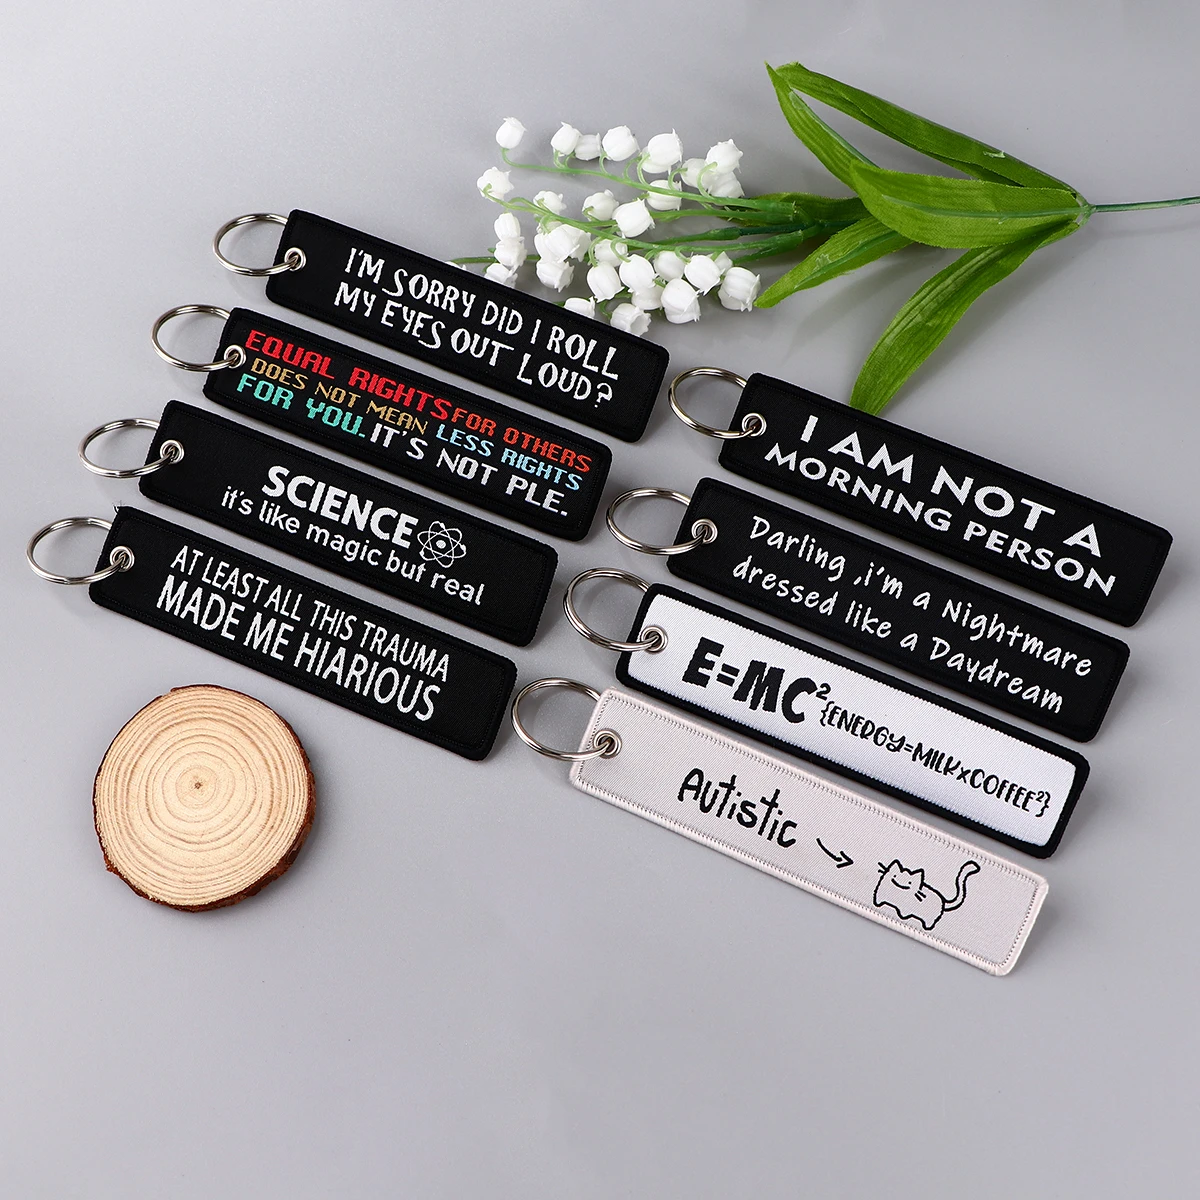 I'M SORRY DID I ROLL
MY EYES OUT LOUD?
EQUAL RIGHTS FOR OTHERS
DOES NOT MEAN LESS RIGHTS
FOR YOU. IT'S NOT PLE.
SCIENCE
it's like magic but real
AT LEAST ALL THIS TRAUMA
MADE ME HIARIOUS
I AM NOT A
MORNING PERSON
Darling ,i'm a Nightmare
dressed like a Daydream
E=MC²
{ENERGY=MILKxCOFFEE²}
Autistic